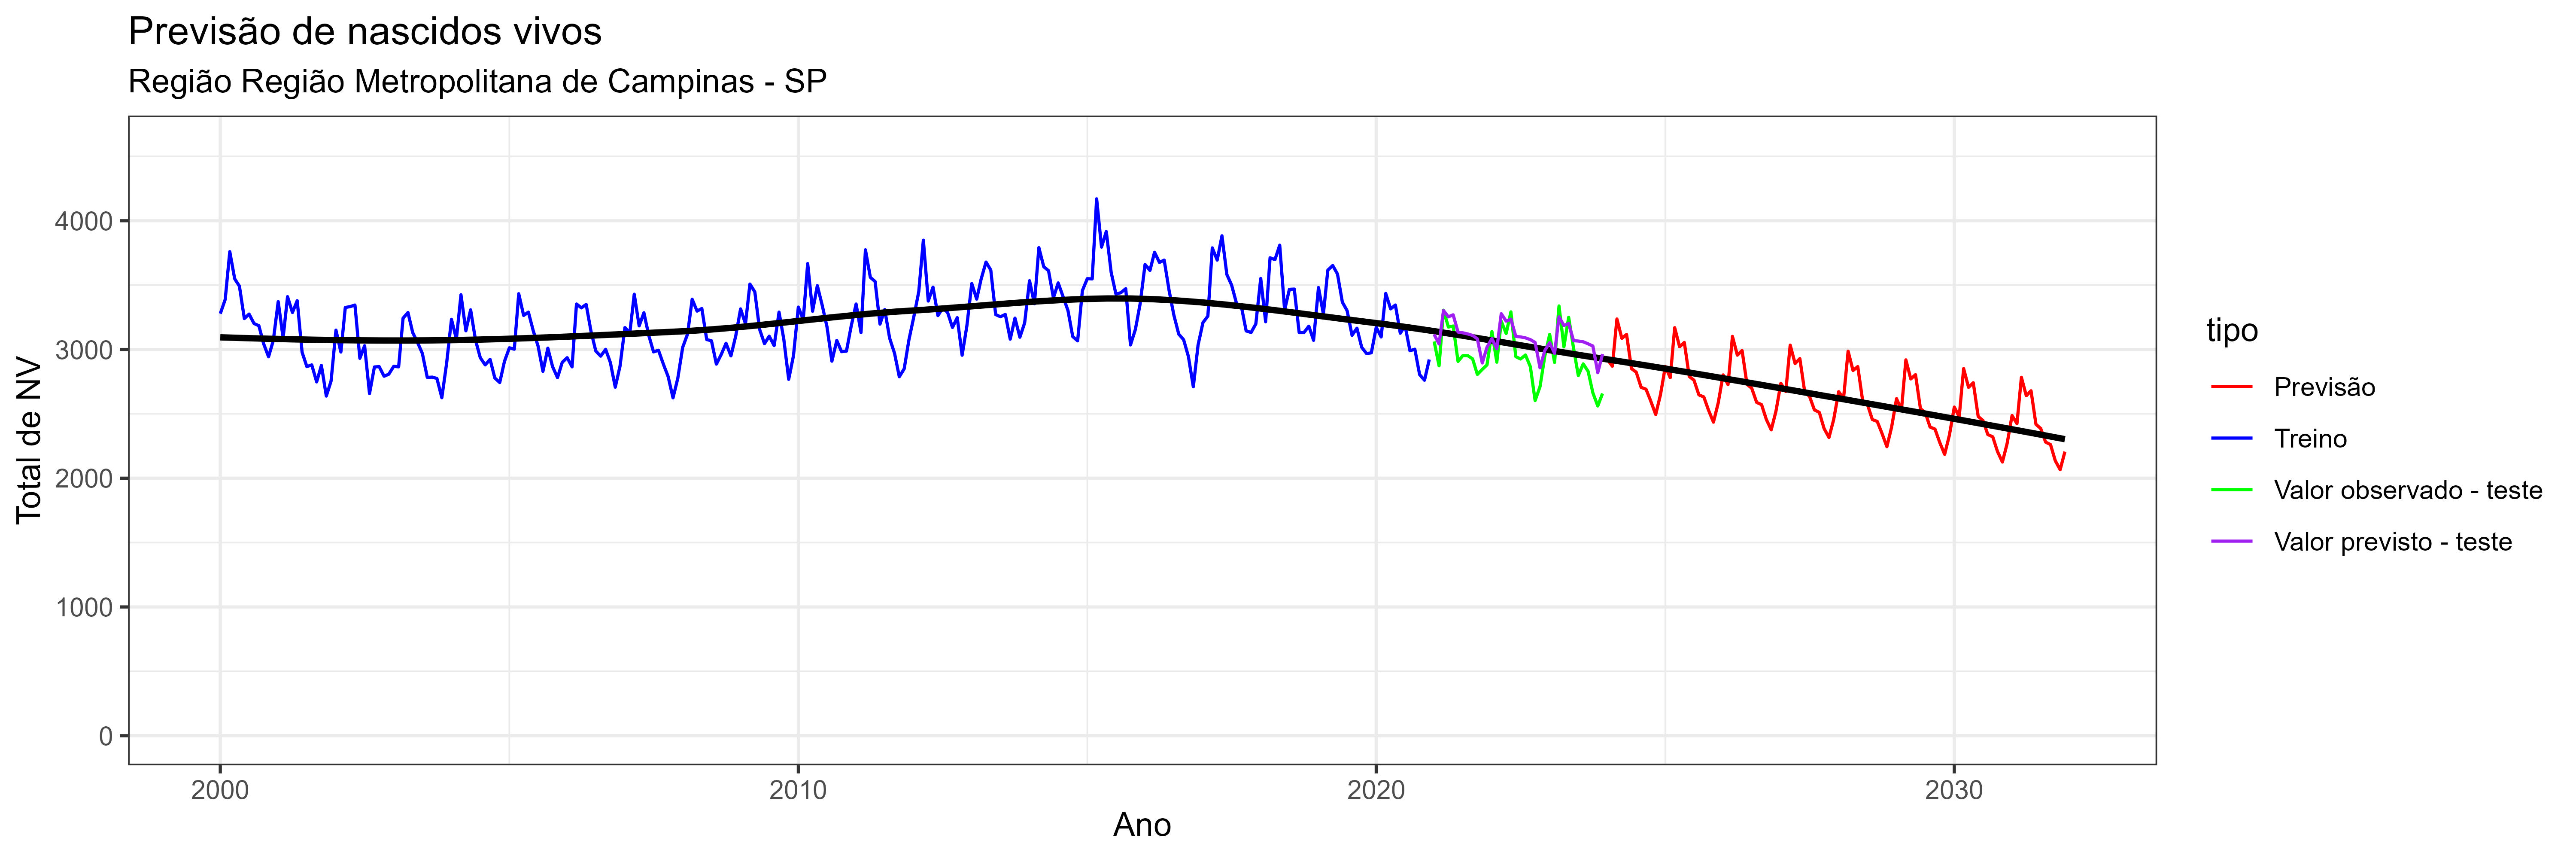 Previsão de nascidos vivos
Região Região Metropolitana de Campinas - SP
Total de NV
4000
3000
2000
1000
0
2000
2010
2020
2030
Ano
tipo
Previsão
Treino
Valor observado - teste
Valor previsto - teste